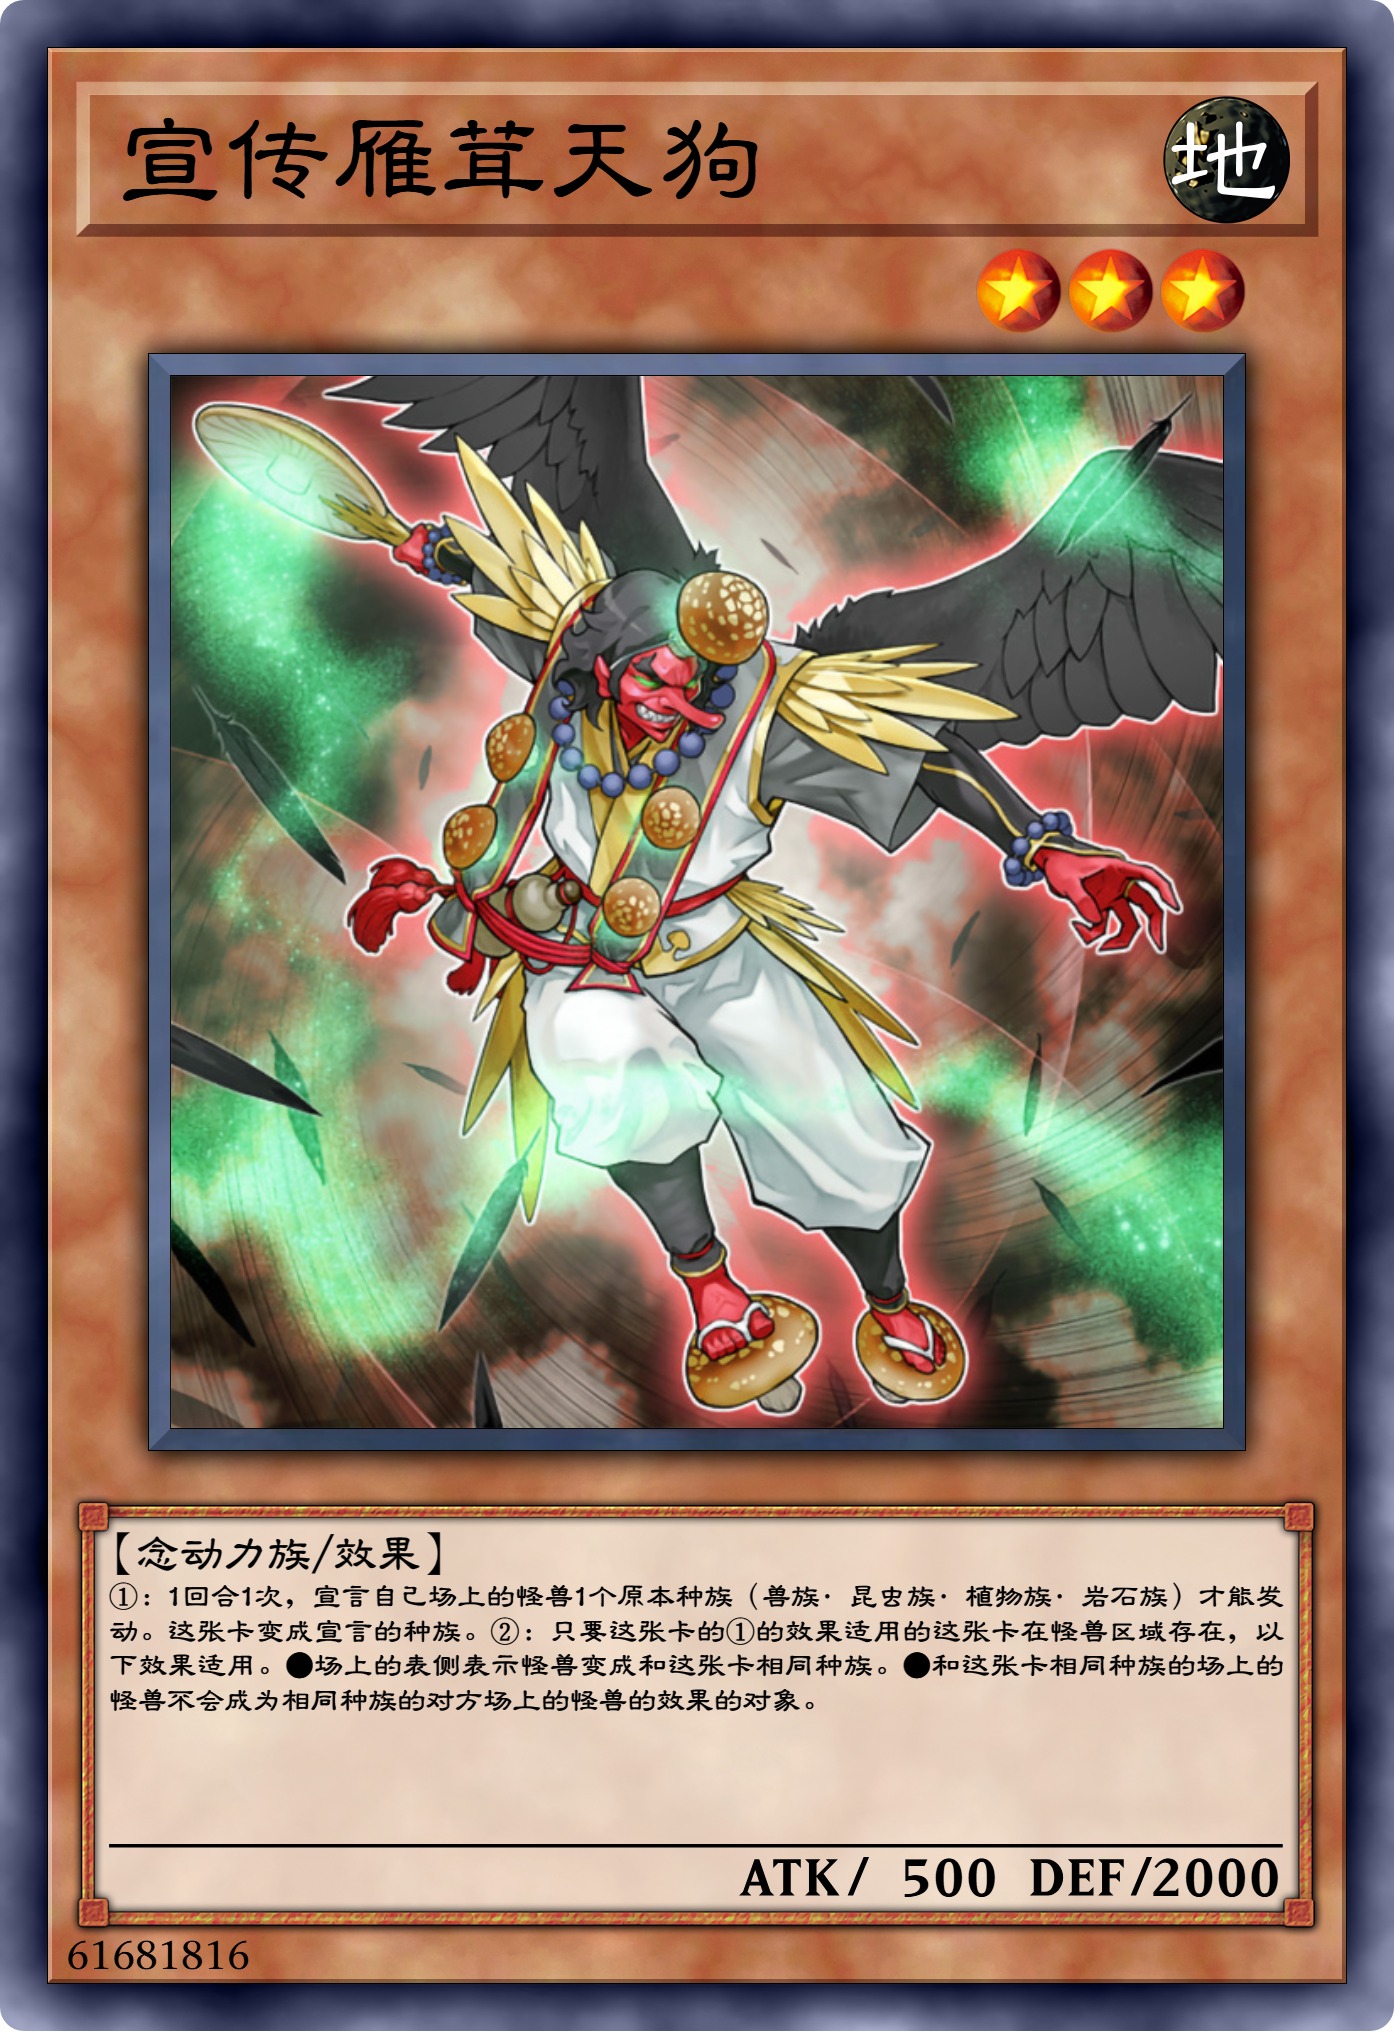 宣传雁茸天狗
地
【念动力族/效果】
①：1回合1次，宣言自己场上的怪兽1个原本种族（兽族·昆虫族·植物族·岩石族）才能发
动。这张卡变成宣言的种族。②：只要这张卡的①的效果适用的这张卡在怪兽区域存在，以
下效果适用。●场上的表侧表示怪兽变成和这张卡相同种族。●和这张卡相同种族的场上的
怪兽不会成为相同种族的对方场上的怪兽的效果的对象。
ATK/ 500 DEF/2000
61681816